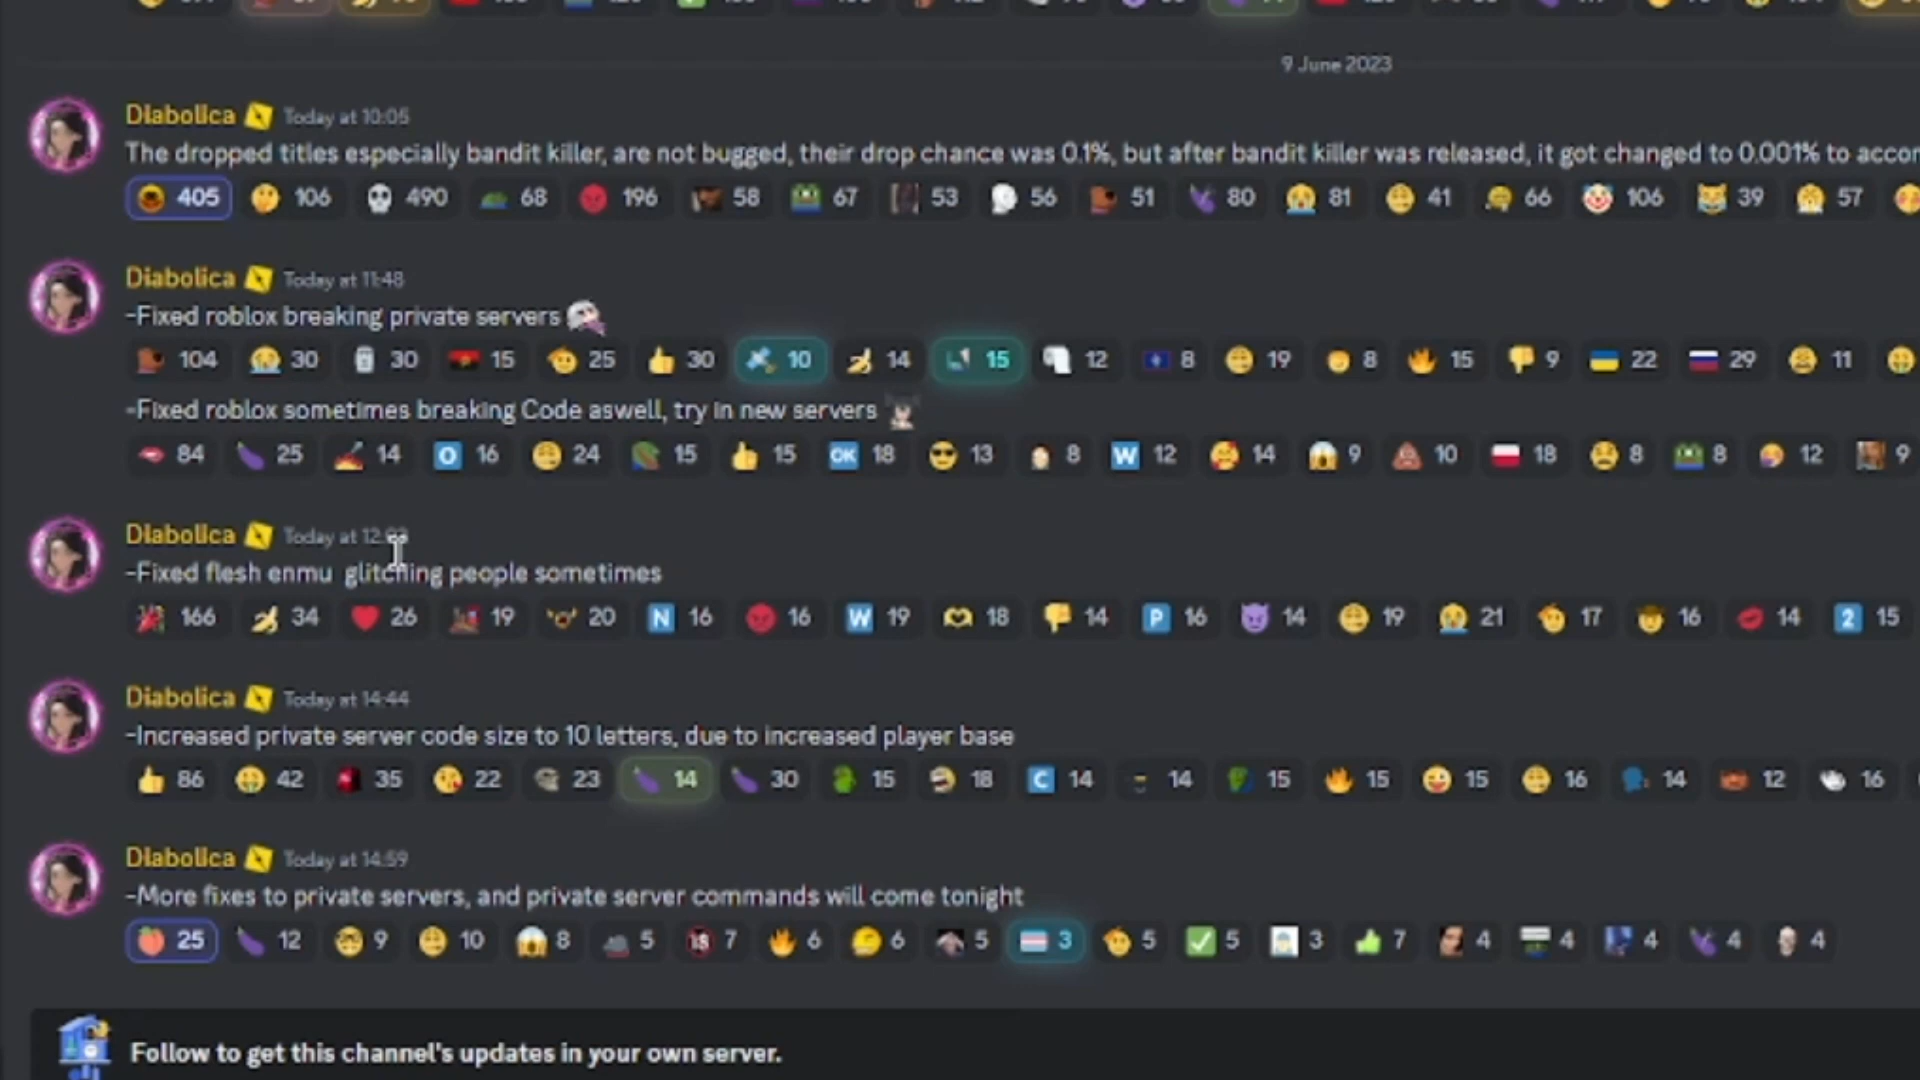 9 June 2023
Diabolica Today at 10:05
The dropped titles especially bandit killer, are not bugged, their drop chance was 0.1%, but after bandit killer was released, it got changed to 0.001% to
405 106 490 68 196 58 67 53 56 51 80 81 41 66 106 39 57
Diabolica Today at 11:48
-Fixed roblox breaking private servers
104 30 30 15 25 30 10 14 15 12 8 19 8 15 9 22 29 11
-Fixed roblox sometimes breaking Code aswell, try in new servers
84 25 14 O 16 24 15 15 OK 18 13 8 W 12 14 9 10 18 8 8 12 9
Diabolica Today at
-Fixed flesh enmu glitching people sometimes
166 34 26 19 20 N 16 16 W 19 18 14 P 16 14 19 21 17 16 14 2 15
Diabolica Today at 14:44
-Increased private server code size to 10 letters, due to increased player base
86 42 35 22 23 14 30 15 18 C 14 14 15 15 15 16 14 12 16
Diabolica Today at 14:59
-More fixes to private servers, and private server commands will come tonight
25 12 9 10 8 5 18 7 6 6 5 3 5 5 3 7 4 4 4 4 4
Follow to get this channel's updates in your own server.